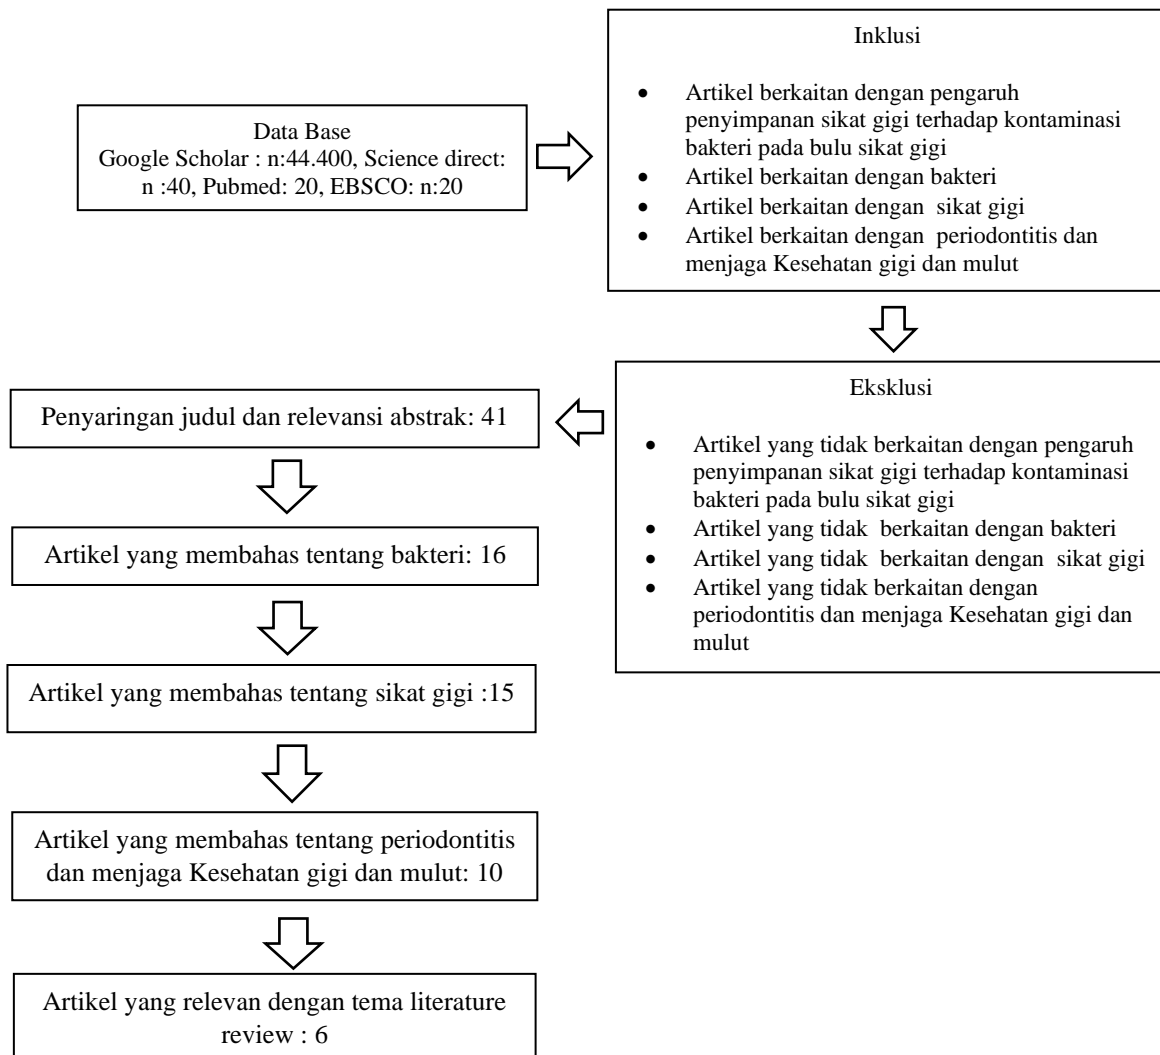 Data Base
Google Scholar : n:44.400, Science direct:
n :40, Pubmed: 20, EBSCO: n:20
Inklusi
• Artikel berkaitan dengan pengaruh
penyimpanan sikat gigi terhadap kontaminasi
bakteri pada bulu sikat gigi
• Artikel berkaitan dengan bakteri
• Artikel berkaitan dengan sikat gigi
• Artikel berkaitan dengan periodontitis dan
menjaga Kesehatan gigi dan mulut
Eksklusi
• Artikel yang tidak berkaitan dengan pengaruh
penyimpanan sikat gigi terhadap kontaminasi
bakteri pada bulu sikat gigi
• Artikel yang tidak berkaitan dengan bakteri
• Artikel yang tidak berkaitan dengan sikat gigi
• Artikel yang tidak berkaitan dengan
periodontitis dan menjaga Kesehatan gigi dan
mulut
Penyaringan judul dan relevansi abstrak: 41
Artikel yang membahas tentang bakteri: 16
Artikel yang membahas tentang sikat gigi :15
Artikel yang membahas tentang periodontitis
dan menjaga Kesehatan gigi dan mulut: 10
Artikel yang relevan dengan tema literature
review : 6